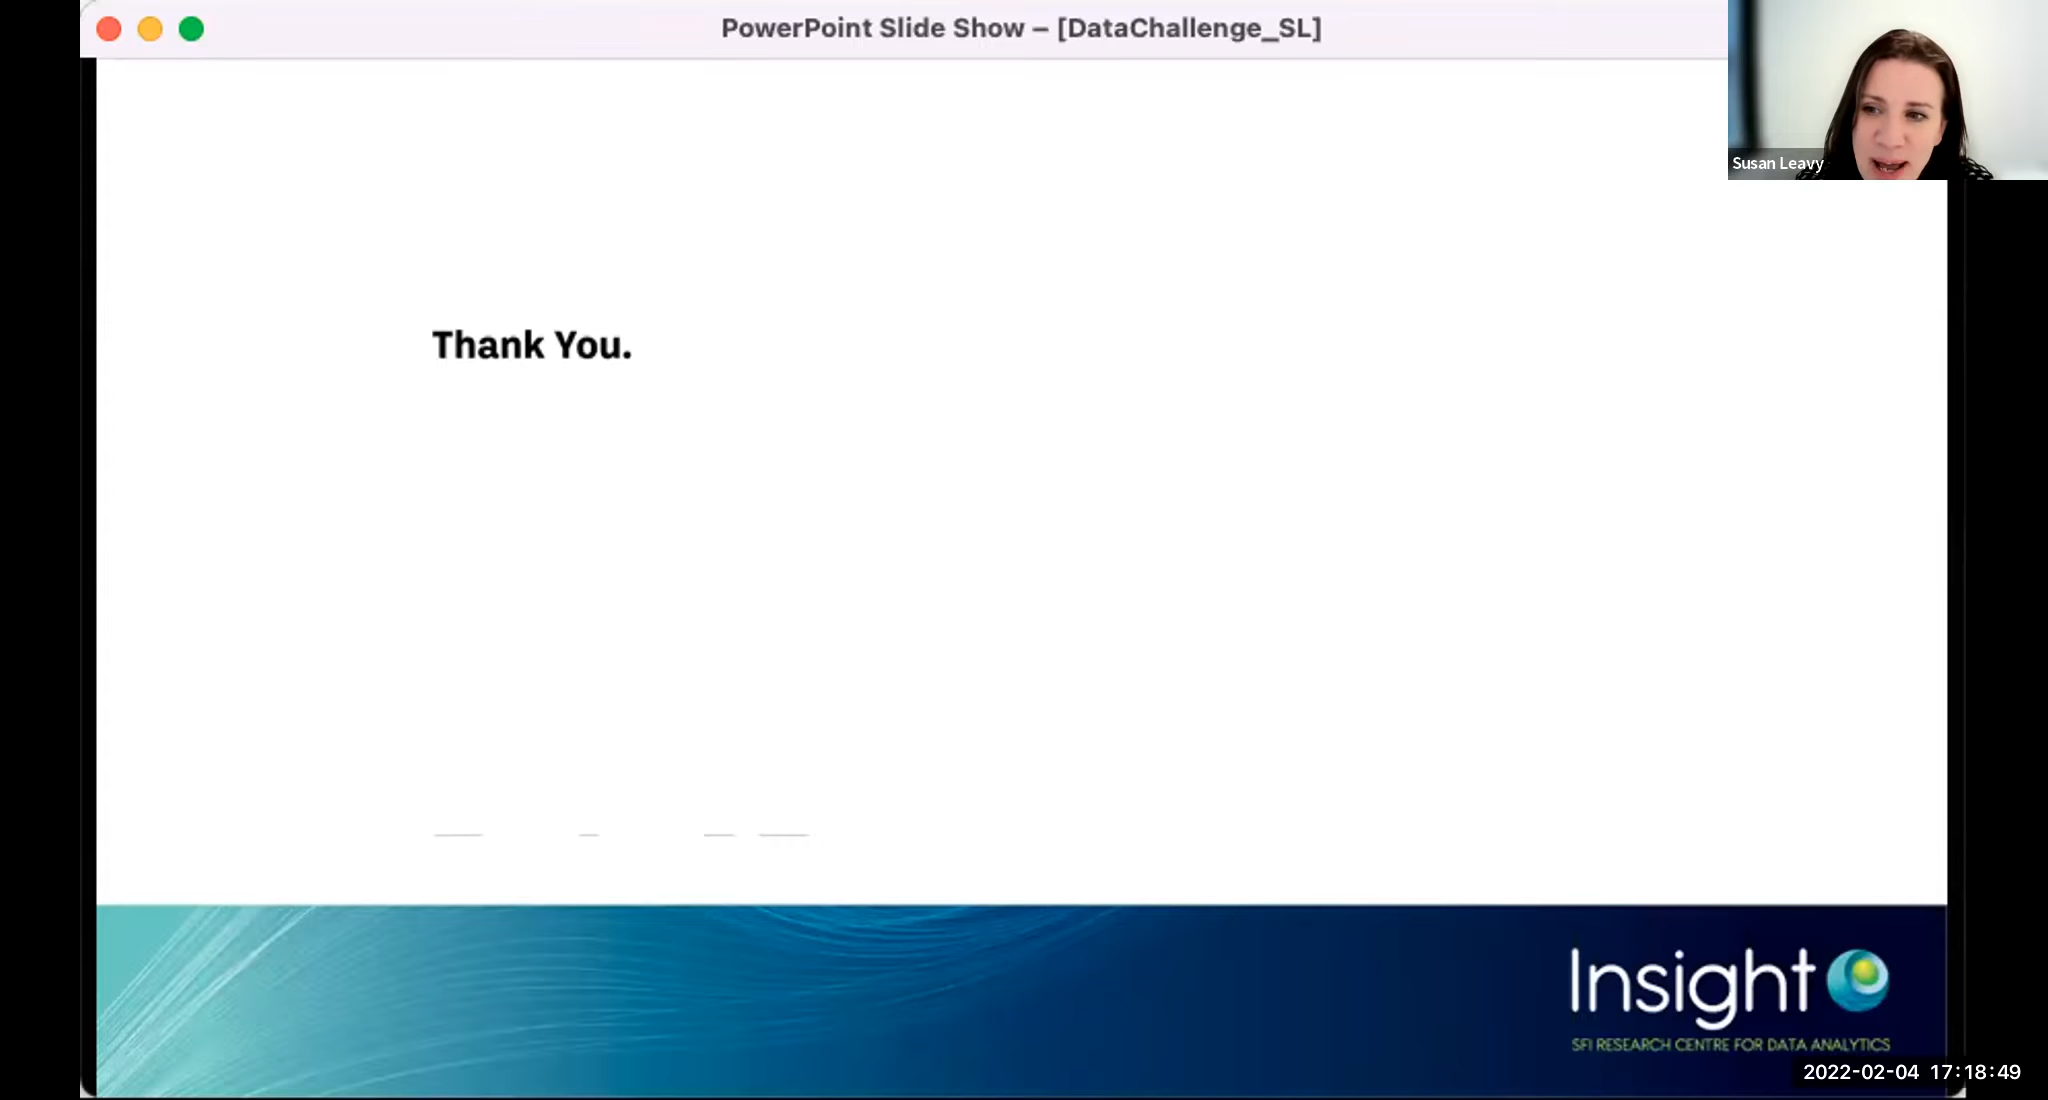 PowerPoint Slide Show – [DataChallenge_SL]
Susan Leavy
Thank You.
Insight
SFI RESEARCH CENTRE FOR DATA ANALYTICS
2022-02-04 17:18:49